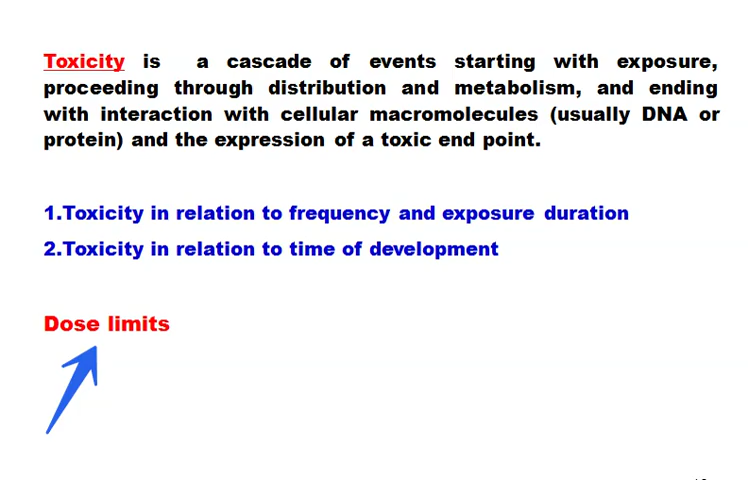 Toxicity is a cascade of events starting with exposure,
proceeding through distribution and metabolism, and ending
with interaction with cellular macromolecules (usually DNA or
protein) and the expression of a toxic end point.
1.Toxicity in relation to frequency and exposure duration
2.Toxicity in relation to time of development
Dose limits